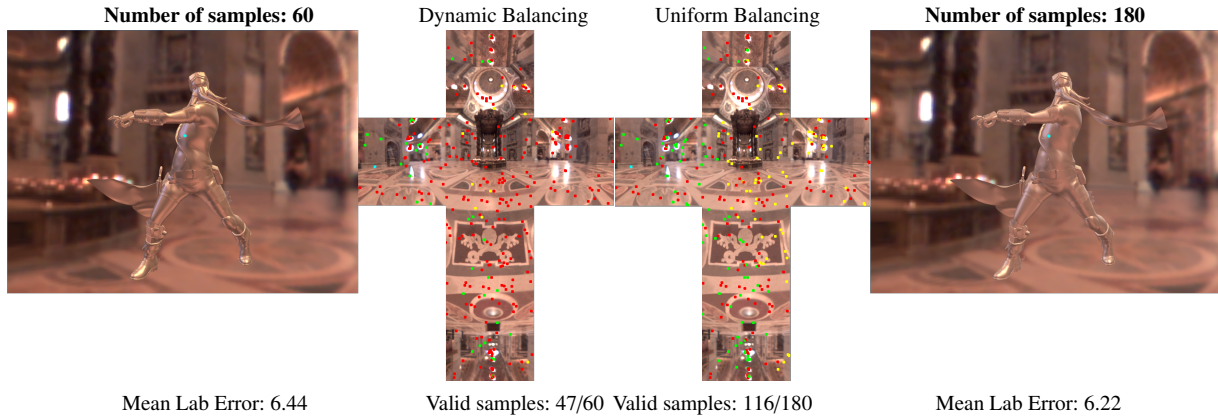 Number of samples: 60
Dynamic Balancing
Uniform Balancing
Number of samples: 180
Mean Lab Error: 6.44
Valid samples: 47/60
Valid samples: 116/180
Mean Lab Error: 6.22